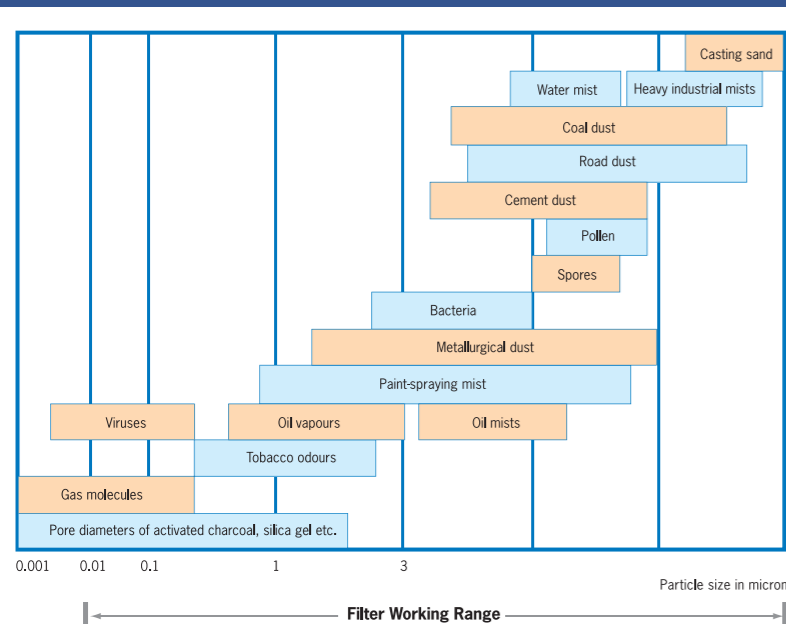 Casting sand
Water mist
Heavy industrial mists
Coal dust
Road dust
Cement dust
Pollen
Spores
Bacteria
Metallurgical dust
Paint-spraying mist
Viruses
Oil vapours
Oil mists
Tobacco odours
Gas molecules
Pore diameters of activated charcoal, silica gel etc.
0.001 0.01 0.1 1 3
Particle size in micron
Filter Working Range